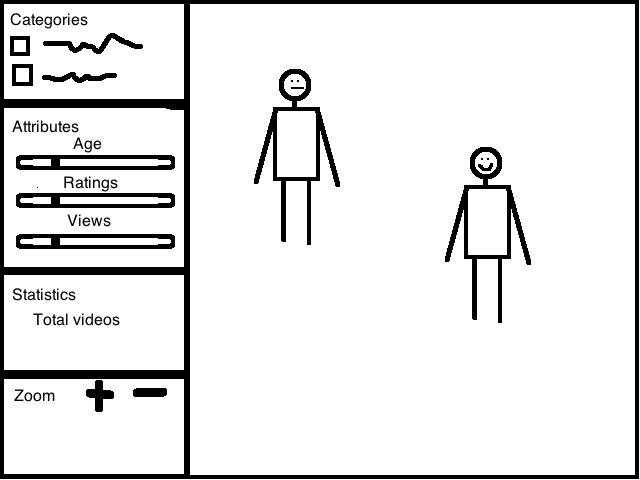 Categories
Attributes
Age
Ratings
Views
Statistics
Total videos
Zoom